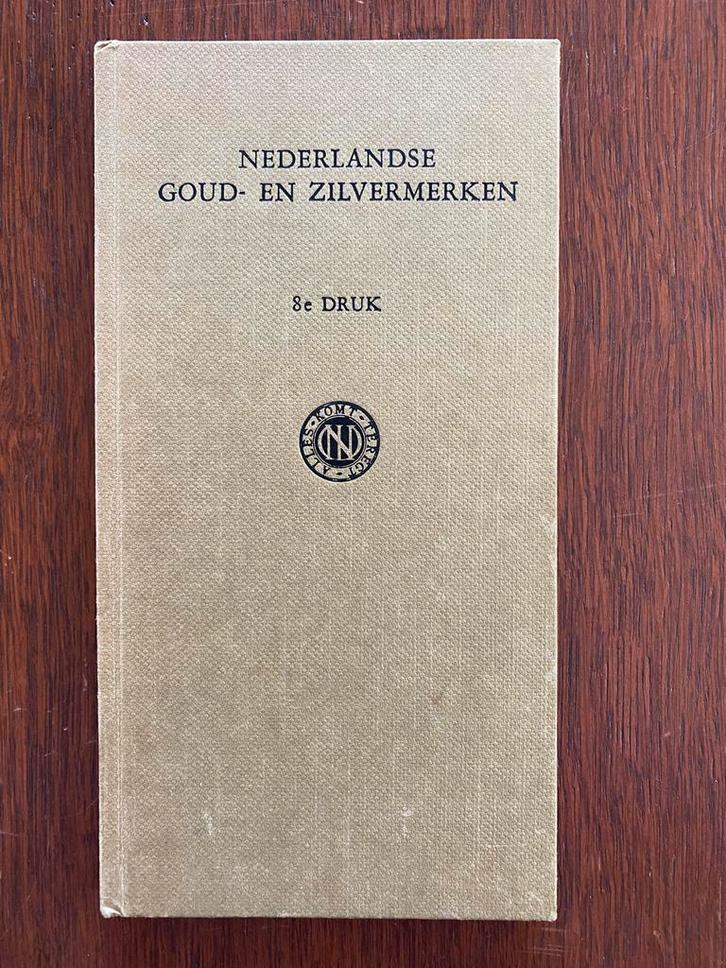 NEDERLANDSE
GOUD- EN ZILVERMERKEN
8e DRUK
ALLES·KOMT·TERECHT